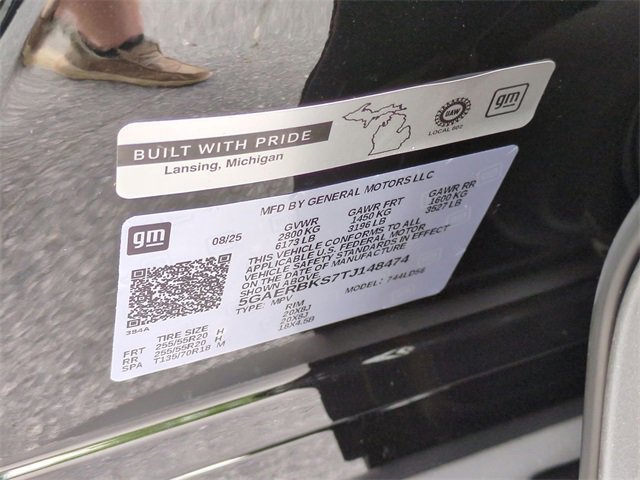 BUILT WITH PRIDE
Lansing, Michigan
UAW
LOCAL 602
gm
MFD BY GENERAL MOTORS LLC
gm
08/25
GVWR GAWR FRT GAWR RR
2800 KG 1450 KG 1600 KG
6173 LB 3196 LB 3527 LB
THIS VEHICLE CONFORMS TO ALL
APPLICABLE U.S. FEDERAL MOTOR
VEHICLE SAFETY STANDARDS IN EFFECT
ON THE DATE OF MANUFACTURE
SHOWN ABOVE.
5GAERBKS7TJ148474
TYPE: MPV MODEL: 744LD56
384A
TIRE SIZE RIM
FRT 255/55R20 H 20X8J
RR 255/55R20 H 20X8J
SPA T135/70R18 M 18X4.5B